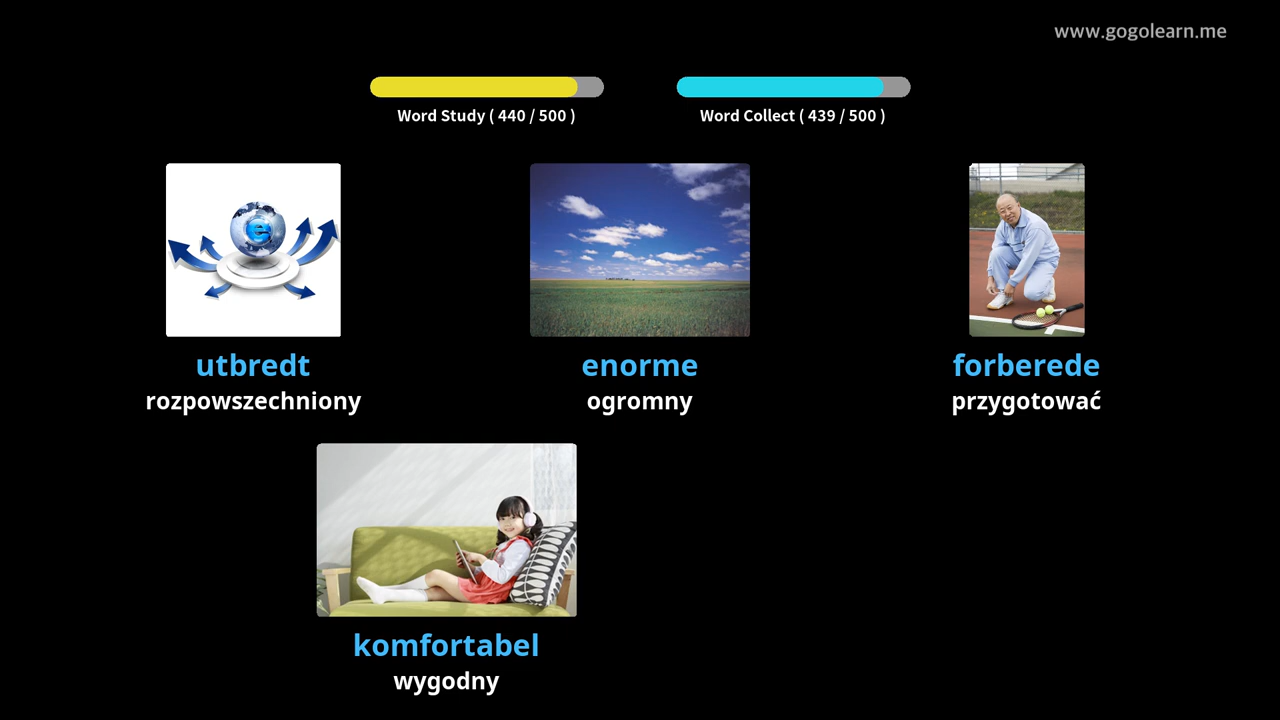 www.gogolearn.me
Word Study ( 440 / 500 )
Word Collect ( 439 / 500 )
e
utbredt
enorme
forberede
rozpowszechniony
ogromny
przygotować
komfortabel
wygodny